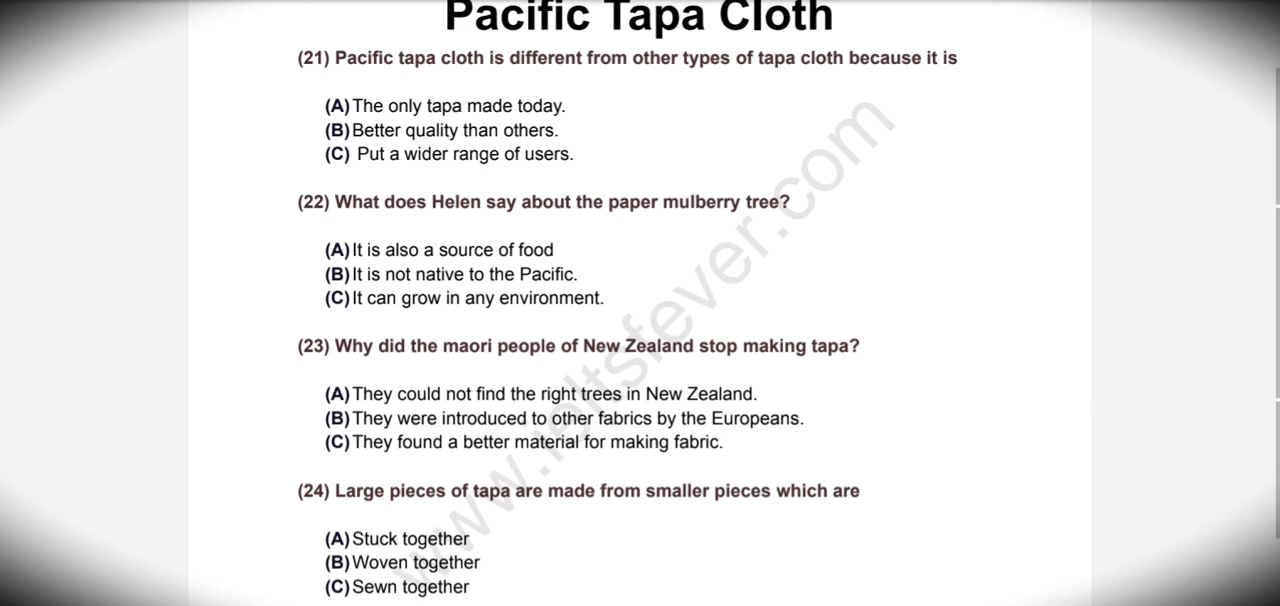 Pacific Tapa Cloth
(21) Pacific tapa cloth is different from other types of tapa cloth because it is
(A) The only tapa made today.
(B) Better quality than others.
(C) Put a wider range of users.
(22) What does Helen say about the paper mulberry tree?
(A) It is also a source of food
(B) It is not native to the Pacific.
(C) It can grow in any environment.
(23) Why did the maori people of New Zealand stop making tapa?
(A) They could not find the right trees in New Zealand.
(B) They were introduced to other fabrics by the Europeans.
(C) They found a better material for making fabric.
(24) Large pieces of tapa are made from smaller pieces which are
(A) Stuck together
(B) Woven together
(C) Sewn together
www.ieltsfever.com